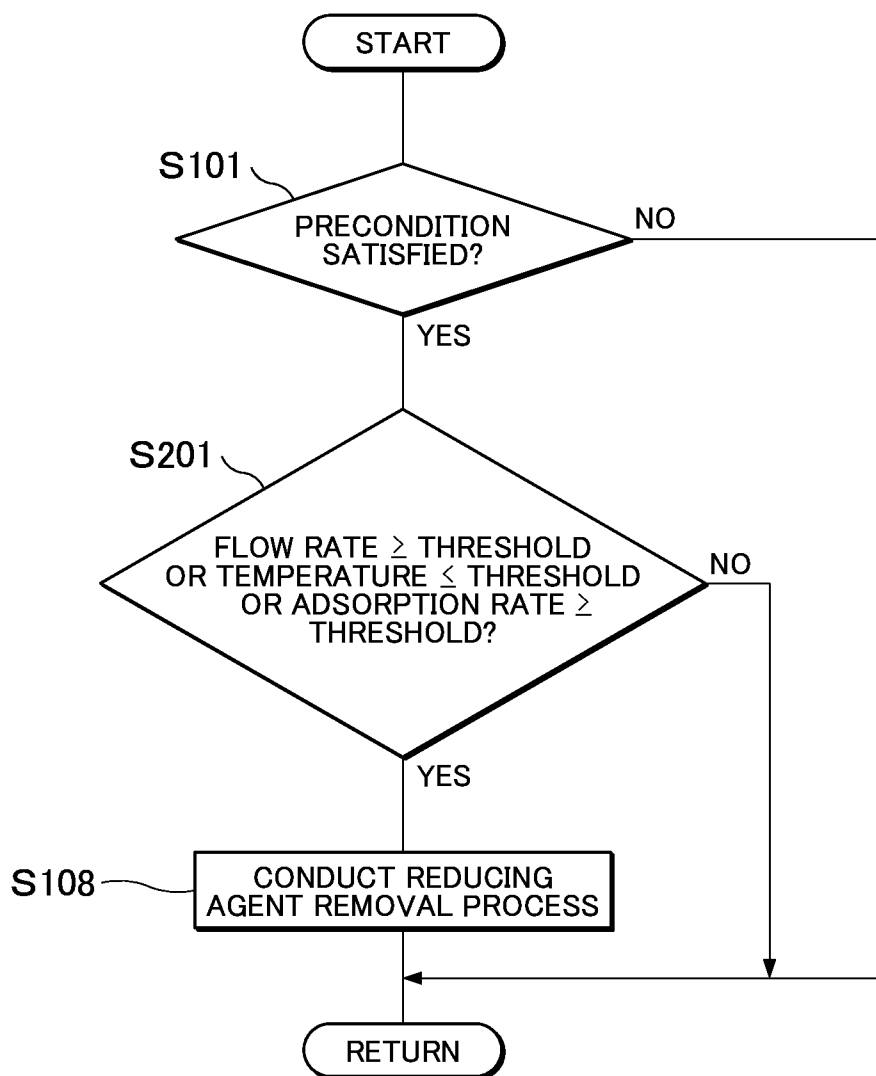 START
S101
PRECONDITION
SATISFIED?
NO
YES
S201
FLOW RATE ≥ THRESHOLD
OR TEMPERATURE ≤ THRESHOLD
OR ADSORPTION RATE ≥
THRESHOLD?
NO
YES
S108
CONDUCT REDUCING
AGENT REMOVAL PROCESS
RETURN